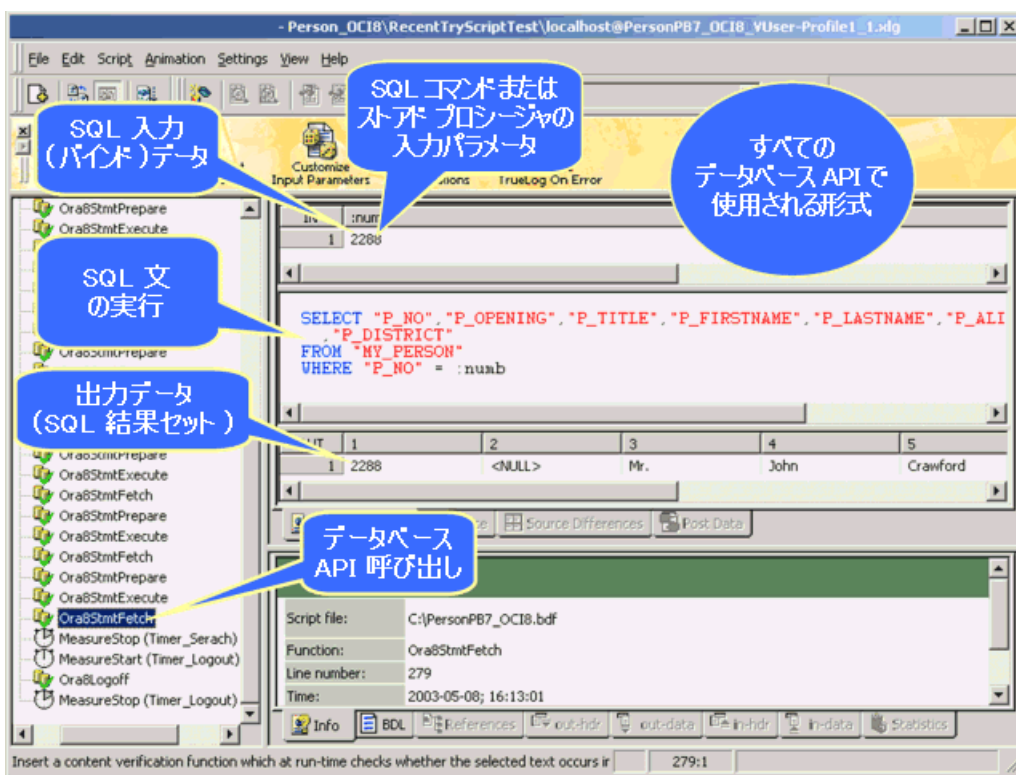 - Person_OCI8\RecentTryScriptTest\localhost@PersonPB7_OCI8_VUser-Profile1_1.xlg
File Edit Script Animation Settings View Help
SQL コマンドまたは
ストアド プロシージャの
入力パラメータ
SQL 入力
(バインド)データ
すべての
データベース API で
使用される形式
Customize
Input Parameters
TrueLog On Error
Ora8StmtPrepare
Ora8StmtExecute
:num
1 2288
SQL 文
の実行
SELECT "P_NO","P_OPENING","P_TITLE","P_FIRSTNAME","P_LASTNAME","P_ALI
,"P_DISTRICT"
FROM "MY_PERSON"
WHERE "P_NO" = :numb
Ora8StmtPrepare
出力データ
(SQL 結果セット)
1 2 3 4 5
1 2288 <NULL> Mr. John Crawford
Ora8StmtPrepare
Ora8StmtExecute
Ora8StmtFetch
Ora8StmtPrepare
Ora8StmtExecute
Ora8StmtFetch
Ora8StmtPrepare
Ora8StmtExecute
Ora8StmtFetch
MeasureStop (Timer_Serach)
MeasureStart (Timer_Logout)
Ora8Logoff
MeasureStop (Timer_Logout)
Source Differences Post Data
データベース
API 呼び出し
Script file: C:\PersonPB7_OCI8.bdf
Function: Ora8StmtFetch
Line number: 279
Time: 2003-05-08; 16:13:01
Info BDL References out-hdr out-data in-hdr in-data Statistics
Insert a content verification function which at run-time checks whether the selected text occurs ir 279:1